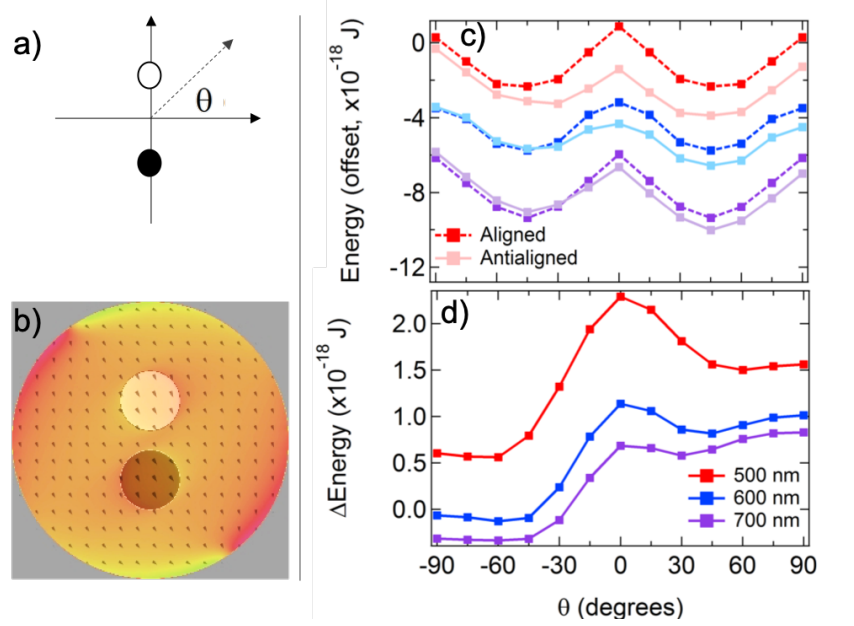 a)
θ
b)
c)
Energy (offset, x10⁻¹⁸ J)
0
-4
-8
-12
Aligned
Antialigned
d)
ΔEnergy (x10⁻¹⁸ J)
2.0
1.5
1.0
0.5
0.0
500 nm
600 nm
700 nm
-90 -60 -30 0 30 60 90
θ (degrees)